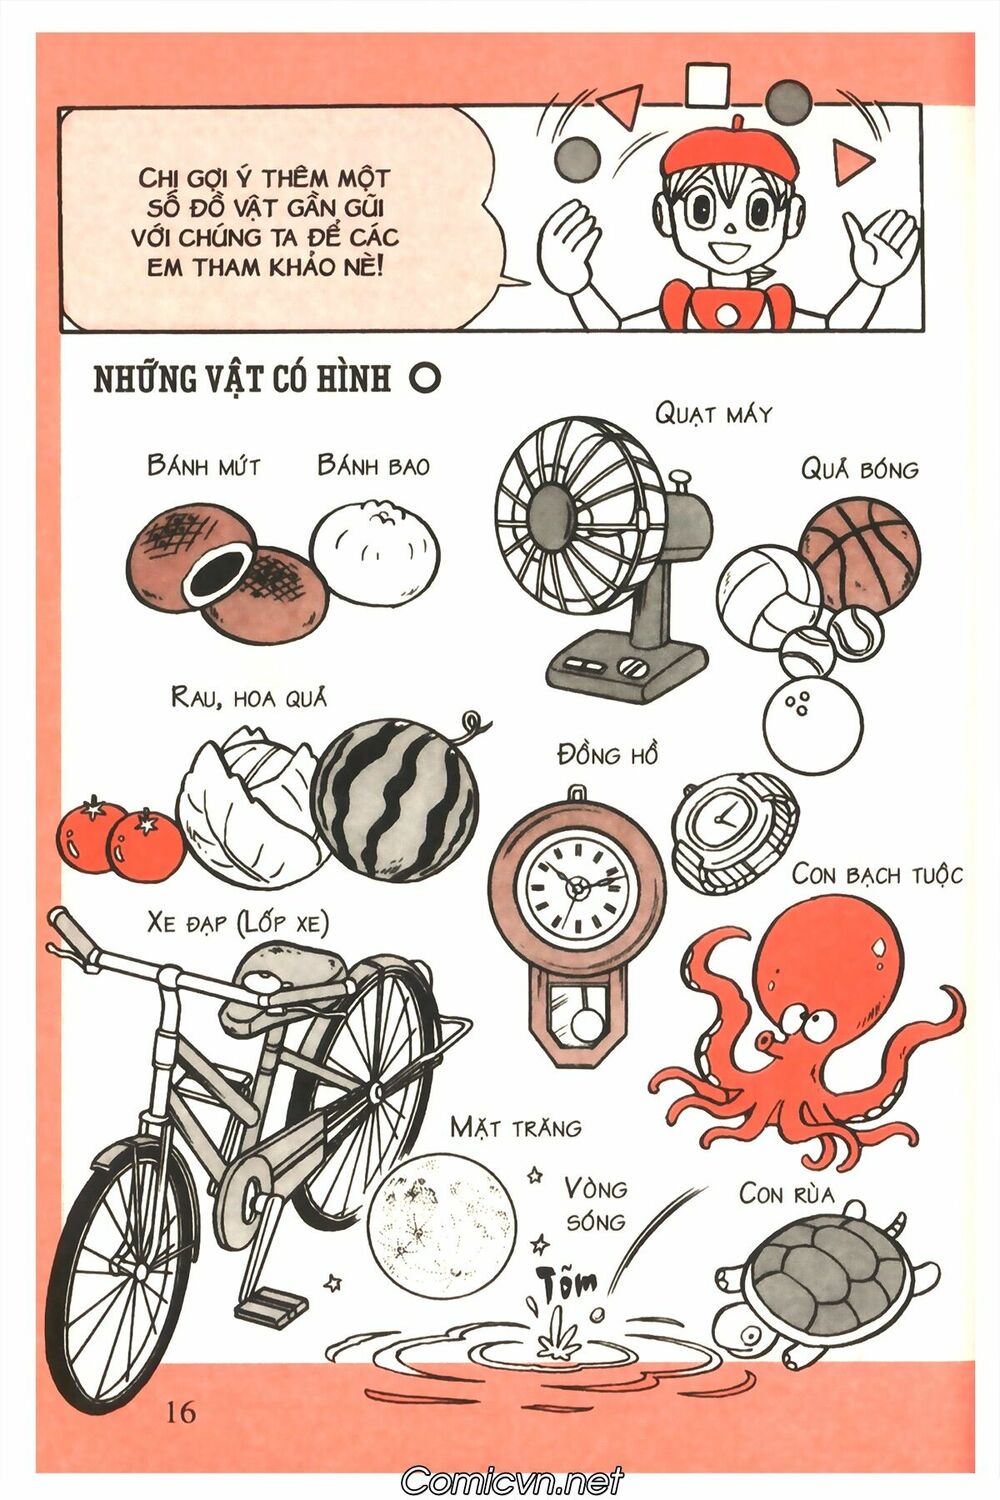 CHỊ GỢI Ý THÊM MỘT
SỐ ĐỒ VẬT GẦN GŨI
VỚI CHÚNG TA ĐỂ CÁC
EM THAM KHẢO NÈ!
NHỮNG VẬT CÓ HÌNH
QUẠT MÁY
BÁNH MỨT
BÁNH BAO
QUẢ BÓNG
RAU, HOA QUẢ
ĐỒNG HỒ
CON BẠCH TUỘC
XE ĐẠP (LỐP XE)
MẶT TRĂNG
VÒNG
SÓNG
CON RÙA
Tõm
16
Comicvn.net